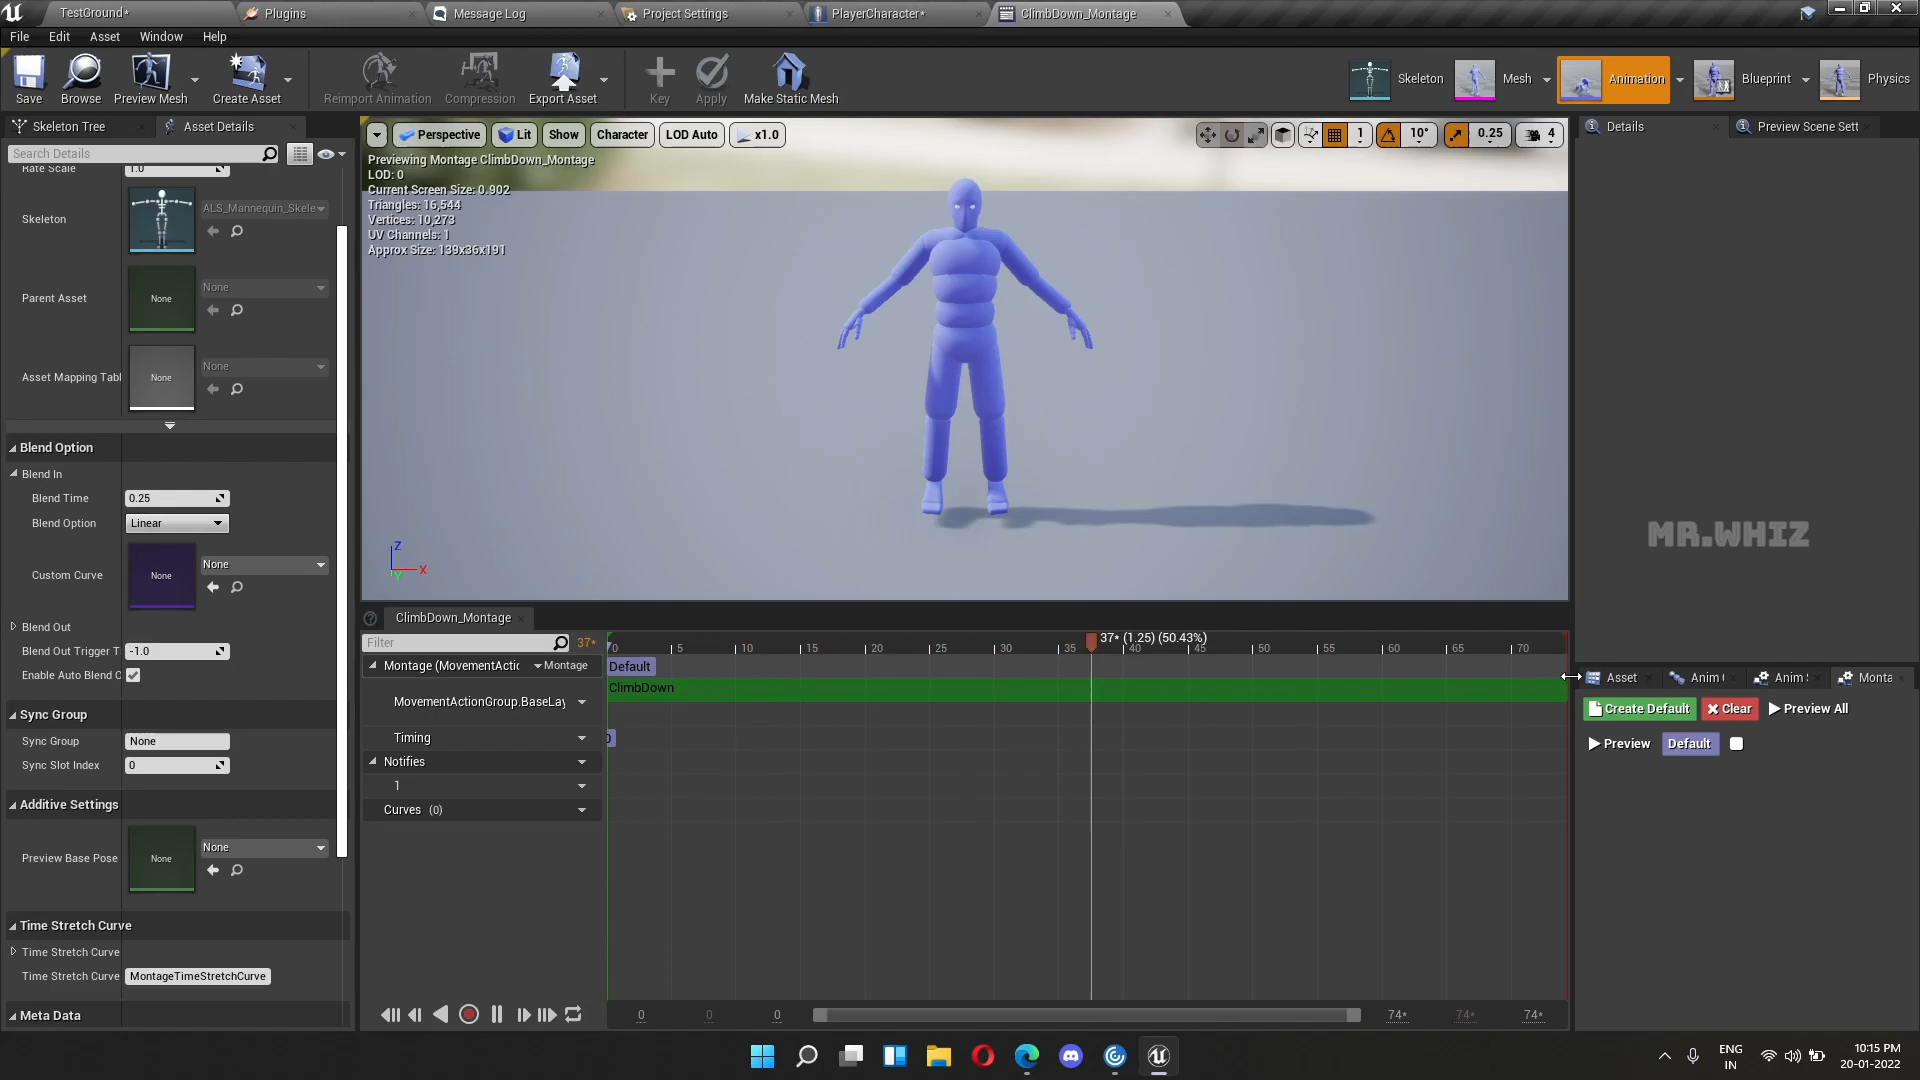 TestGround*
Plugins
Message Log
Project Settings
PlayerCharacter*
ClimbDown_Montage
File Edit Asset Window Help
Save
Browse
Preview Mesh
Create Asset
Reimport Animation
Compression
Export Asset
Key
Apply
Make Static Mesh
Skeleton
Mesh
Animation
Blueprint
Physics
Skeleton Tree
Asset Details
Search Details
Rate Scale 1.0
Skeleton ALS_Mannequin_Skele
Parent Asset None None
Asset Mapping Tabl None None
Blend Option
Blend In
Blend Time 0.25
Blend Option Linear
Custom Curve None None
Blend Out
Blend Out Trigger T -1.0
Enable Auto Blend O
Sync Group
Sync Group None
Sync Slot Index 0
Additive Settings
Preview Base Pose None None
Time Stretch Curve
Time Stretch Curve
Time Stretch Curve MontageTimeStretchCurve
Meta Data
Perspective Lit Show Character LOD Auto x1.0
1 10° 0.25 4
Previewing Montage ClimbDown_Montage
LOD: 0
Current Screen Size: 0.902
Triangles: 16,544
Vertices: 10,273
UV Channels: 1
Approx Size: 139x36x191
Z
X
Y
ClimbDown_Montage
Filter 37*
37* (1.25) (50.43%)
0 5 10 15 20 25 30 35 40 45 50 55 60 65 70
Montage (MovementActic Montage
Default
ClimbDown
MovementActionGroup.BaseLay
Timing
Notifies
1
Curves (0)
0 0 0 74* 74* 74*
Details
Preview Scene Sett
MR.WHIZ
Asset
Anim
Anim
Monta
Create Default Clear Preview All
Preview Default
ENG
IN
10:15 PM
20-01-2022